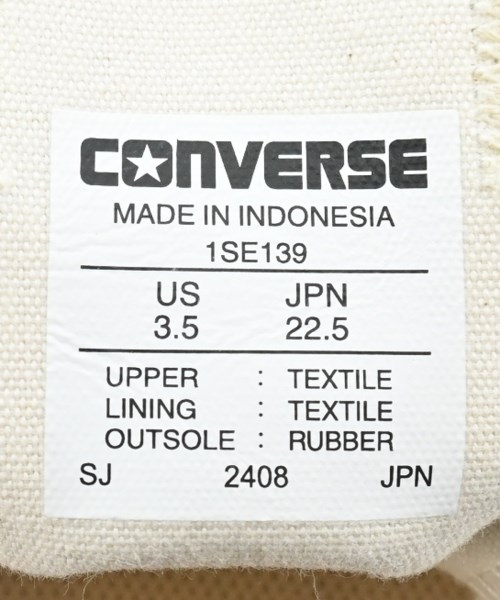 CONVERSE
MADE IN INDONESIA
1SE139
US JPN
3.5 22.5
UPPER : TEXTILE
LINING : TEXTILE
OUTSOLE : RUBBER
SJ 2408 JPN